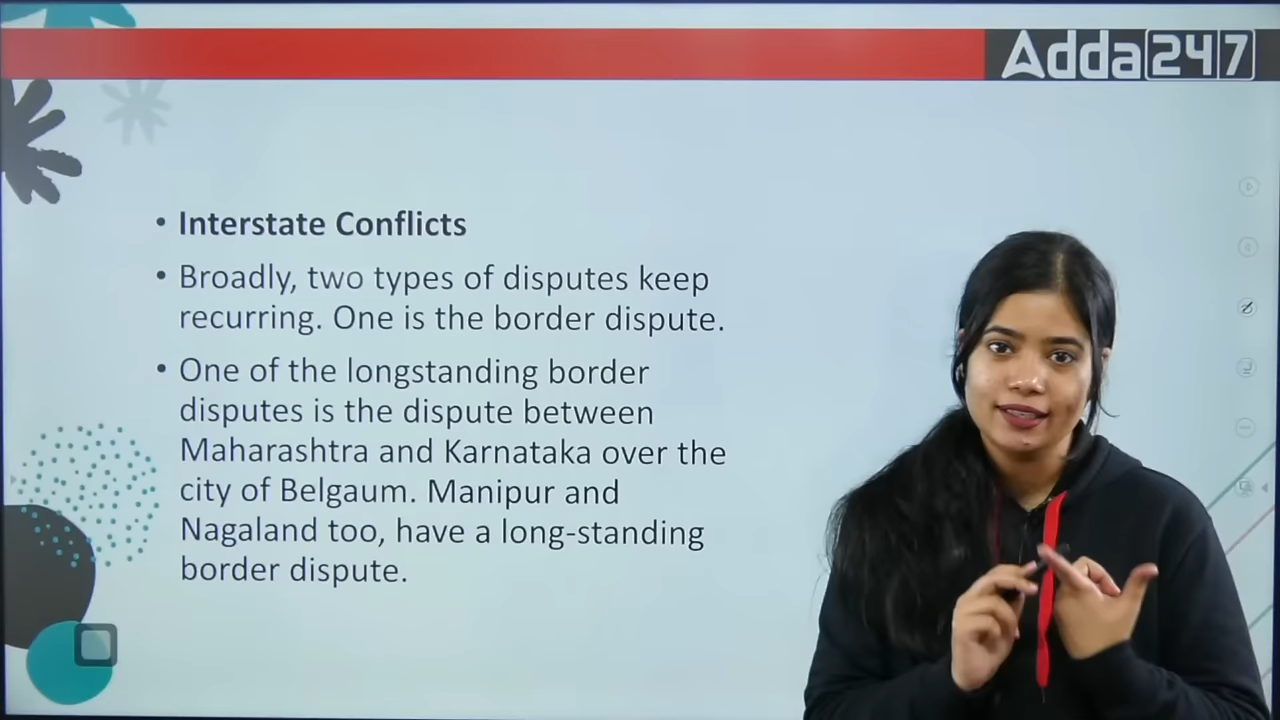 Adda247
• Interstate Conflicts
• Broadly, two types of disputes keep
recurring. One is the border dispute.
• One of the longstanding border
disputes is the dispute between
Maharashtra and Karnataka over the
city of Belgaum. Manipur and
Nagaland too, have a long-standing
border dispute.